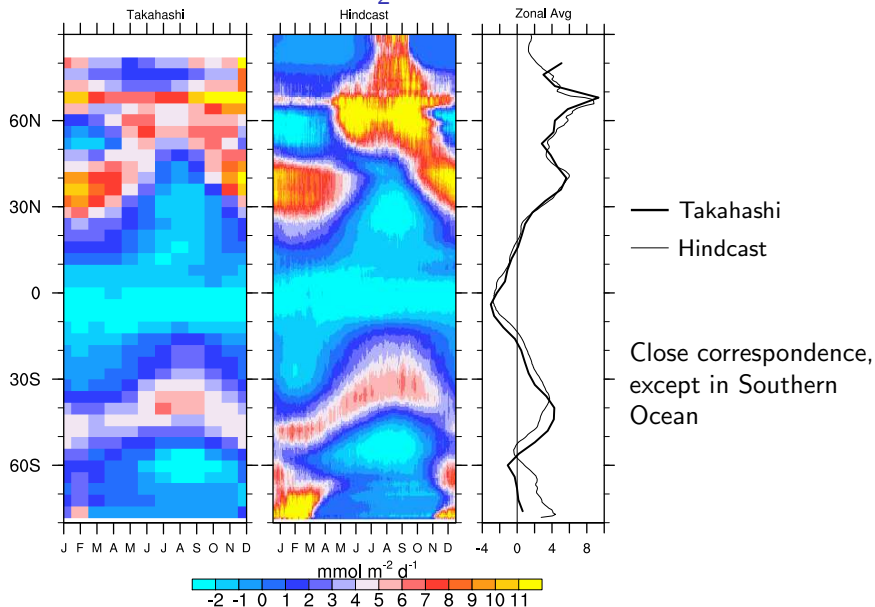 2
Takahashi
Hindcast
Zonal Avg
60N
30N
0
30S
60S
Takahashi
Hindcast
Close correspondence,
except in Southern
Ocean
J F M A M J J A S O N D
J F M A M J J A S O N D
-4 0 4 8
mmol m⁻² d⁻¹
-2 -1 0 1 2 3 4 5 6 7 8 9 10 11